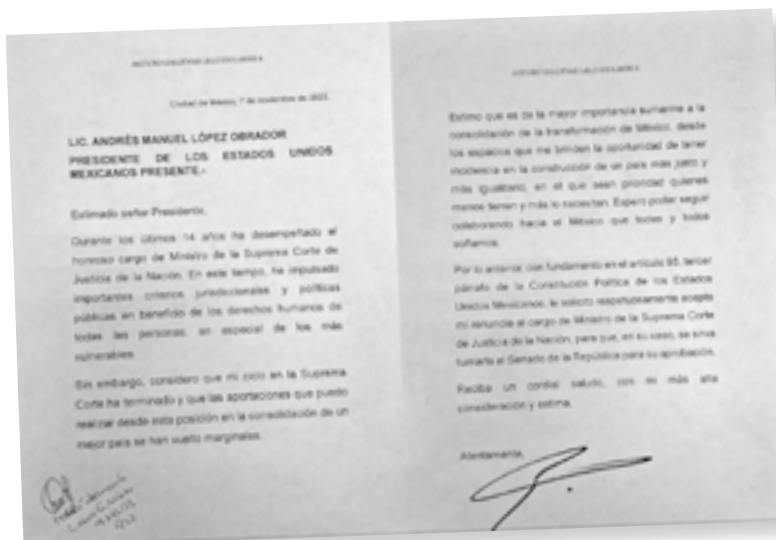 ARTURO ZALDÍVAR LELO DE LARREA
Ciudad de México, 7 de noviembre de 2023.
LIC. ANDRÉS MANUEL LÓPEZ OBRADOR
PRESIDENTE DE LOS ESTADOS UNIDOS
MEXICANOS PRESENTE.-
Estimado señor Presidente,
Durante los últimos 14 años he desempeñado el
honroso cargo de Ministro de la Suprema Corte de
Justicia de la Nación. En este tiempo, he impulsado
importantes criterios jurisdiccionales y políticas
públicas en beneficio de los derechos humanos de
todas las personas, en especial de los más
vulnerables.
Sin embargo, considero que mi ciclo en la Suprema
Corte ha terminado y que las aportaciones que puedo
realizar desde esta posición en la consolidación de un
mejor país se han vuelto marginales.
ARTURO ZALDÍVAR LELO DE LARREA
Estimo que es de la mayor importancia sumarme a la
consolidación de la transformación de México, desde
los espacios que me brinden la oportunidad de tener
incidencia en la construcción de un país más justo y
más igualitario, en el que sean prioridad quienes
menos tienen y más lo necesitan. Espero poder seguir
colaborando hacia el México que todas y todos
soñamos.
Por lo anterior, con fundamento en el artículo 98, tercer
párrafo de la Constitución Política de los Estados
Unidos Mexicanos, le solicito respetuosamente acepte
mi renuncia al cargo de Ministro de la Suprema Corte
de Justicia de la Nación, para que, en su caso, se sirva
turnarla al Senado de la República para su aprobación.
Reciba un cordial saludo, con mi más alta
consideración y estima.
Atentamente,